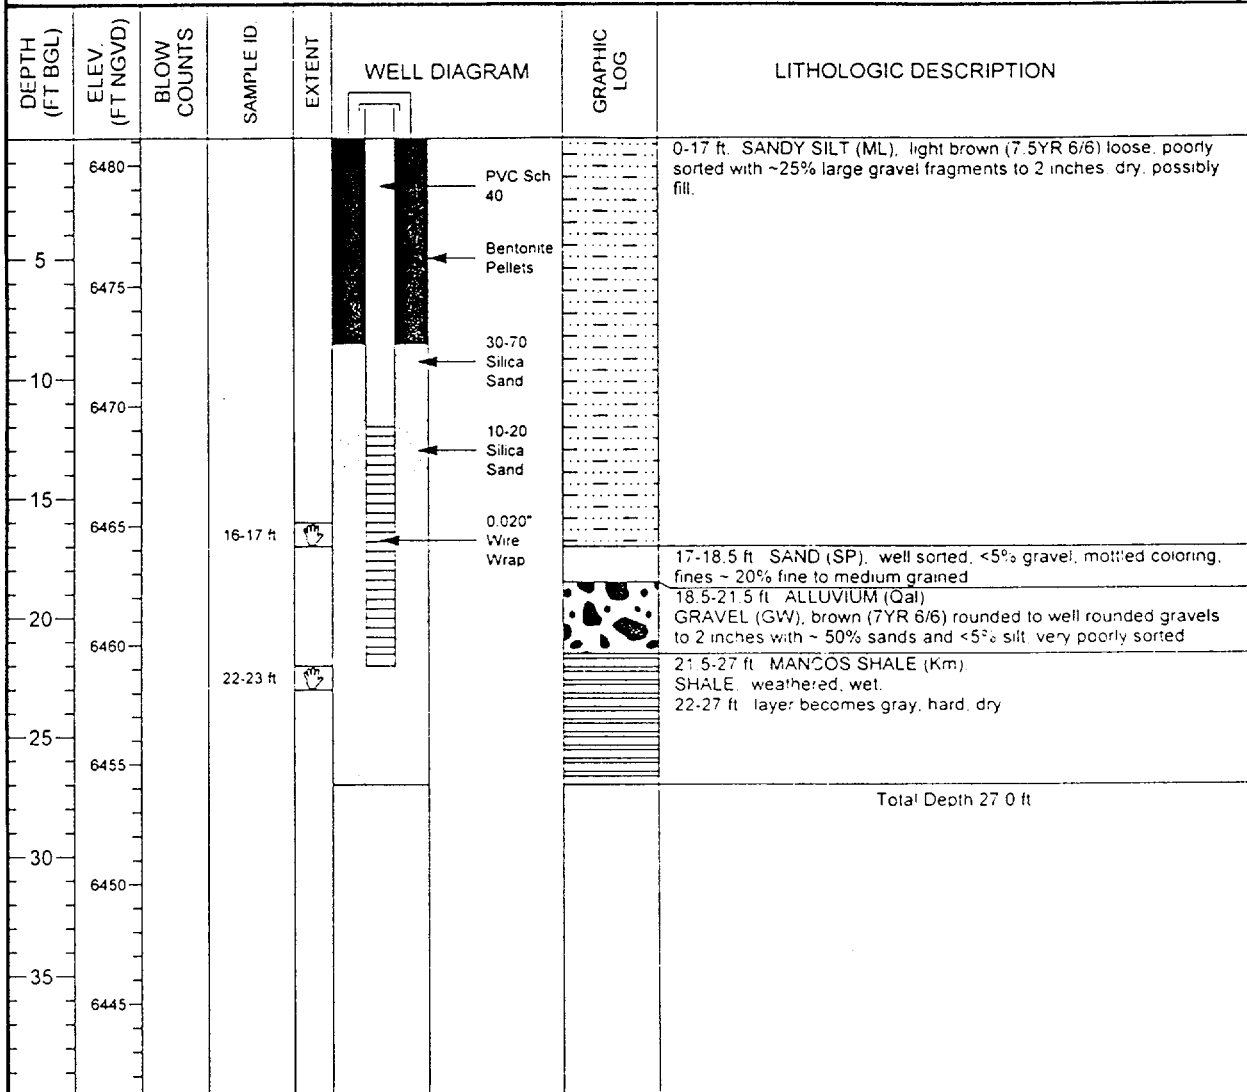 DEPTH
(FT BGL)
ELEV.
(FT NGVD)
BLOW
COUNTS
SAMPLE ID
EXTENT
WELL DIAGRAM
GRAPHIC
LOG
LITHOLOGIC DESCRIPTION
6480
5
6475
10
6470
15
6465
20
6460
25
6455
30
6450
35
6445
16-17 ft
22-23 ft
PVC Sch
40
Bentonite
Pellets
30-70
Silica
Sand
10-20
Silica
Sand
0.020"
Wire
Wrap
0-17 ft. SANDY SILT (ML), light brown (7.5YR 6/6) loose, poorly
sorted with ~25% large gravel fragments to 2 inches, dry, possibly
fill.
17-18.5 ft SAND (SP), well sorted, <5% gravel, mottled coloring,
fines ~ 20% fine to medium grained
18.5-21.5 ft ALLUVIUM (Qal)
GRAVEL (GW), brown (7YR 6/6) rounded to well rounded gravels
to 2 inches with ~ 50% sands and <5% silt, very poorly sorted
21.5-27 ft MANCOS SHALE (Km)
SHALE, weathered, wet.
22-27 ft layer becomes gray, hard, dry
Total Depth 27.0 ft